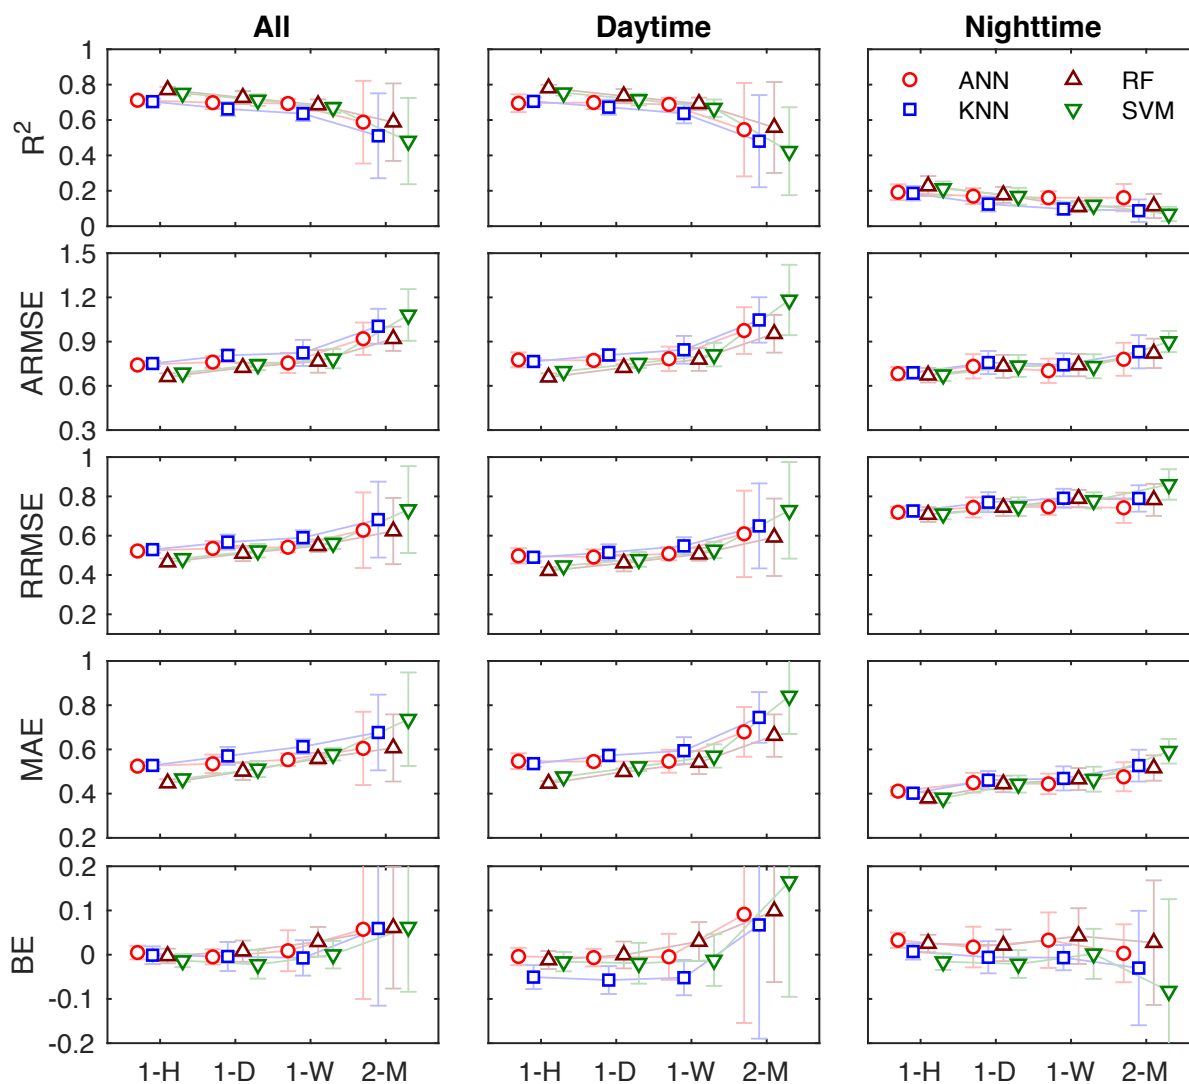 All Daytime Nighttime
1
0.8
0.6
0.4
0.2
0
R²
ANN RF
KNN SVM
1.5
1.2
0.9
0.6
0.3
ARMSE
1
0.8
0.6
0.4
0.2
RRMSE
1
0.8
0.6
0.4
0.2
MAE
0.2
0.1
0
-0.1
-0.2
BE
1-H 1-D 1-W 2-M 1-H 1-D 1-W 2-M 1-H 1-D 1-W 2-M